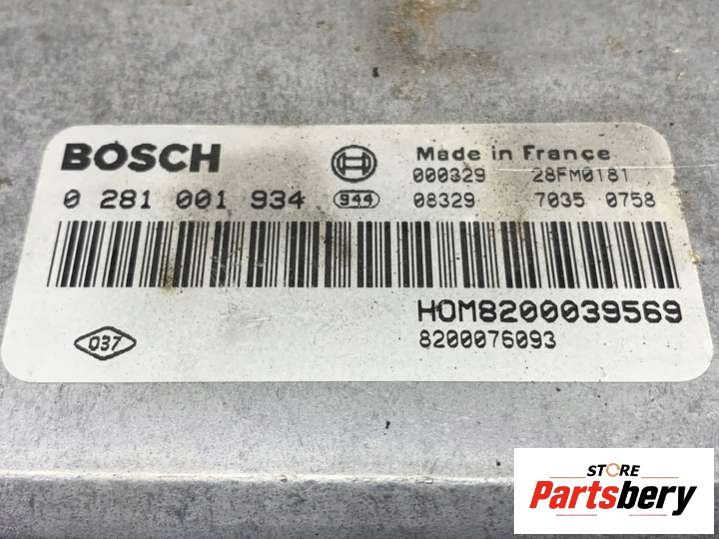 BOSCH
Made in France
000329 28FM0181
0 281 001 934 944 08329 7035 0758
HOM8200039569
037
8200076093
STORE
Partsbery